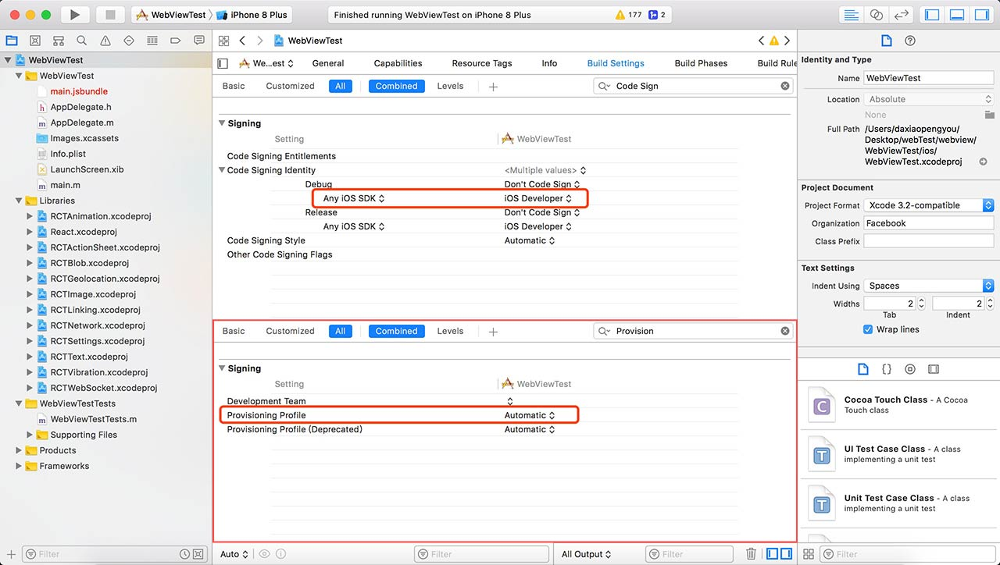 WebViewTest
iPhone 8 Plus
Finished running WebViewTest on iPhone 8 Plus
177
2
WebViewTest
WebViewTest
main.jsbundle
AppDelegate.h
AppDelegate.m
Images.xcassets
Info.plist
LaunchScreen.xib
main.m
Libraries
RCTAnimation.xcodeproj
React.xcodeproj
RCTActionSheet.xcodeproj
RCTBlob.xcodeproj
RCTGeolocation.xcodeproj
RCTImage.xcodeproj
RCTLinking.xcodeproj
RCTNetwork.xcodeproj
RCTSettings.xcodeproj
RCTText.xcodeproj
RCTVibration.xcodeproj
RCTWebSocket.xcodeproj
WebViewTestTests
WebViewTestTests.m
Supporting Files
Products
Frameworks
Filter
WebViewTest
We...est General Capabilities Resource Tags Info Build Settings Build Phases Build Rule
Basic Customized All Combined Levels + Code Sign
Signing
Setting WebViewTest
Code Signing Entitlements
Code Signing Identity <Multiple values>
Debug Don't Code Sign
Any iOS SDK iOS Developer
Release Don't Code Sign
Any iOS SDK iOS Developer
Code Signing Style Automatic
Other Code Signing Flags
Basic Customized All Combined Levels + Provision
Signing
Setting WebViewTest
Development Team
Provisioning Profile Automatic
Provisioning Profile (Deprecated) Automatic
Auto Filter All Output Filter
Identity and Type
Name WebViewTest
Location Absolute
None
Full Path /Users/daxiaopengyou/
Desktop/webTest/webview/
WebViewTest/ios/
WebViewTest.xcodeproj
Project Document
Project Format Xcode 3.2-compatible
Organization Facebook
Class Prefix
Text Settings
Indent Using Spaces
Widths 2 2
Tab Indent
Wrap lines
{}
C
Cocoa Touch Class - A Cocoa
Touch class
T
UI Test Case Class - A class
implementing a unit test
T
Unit Test Case Class - A class
implementing a unit test
Filter